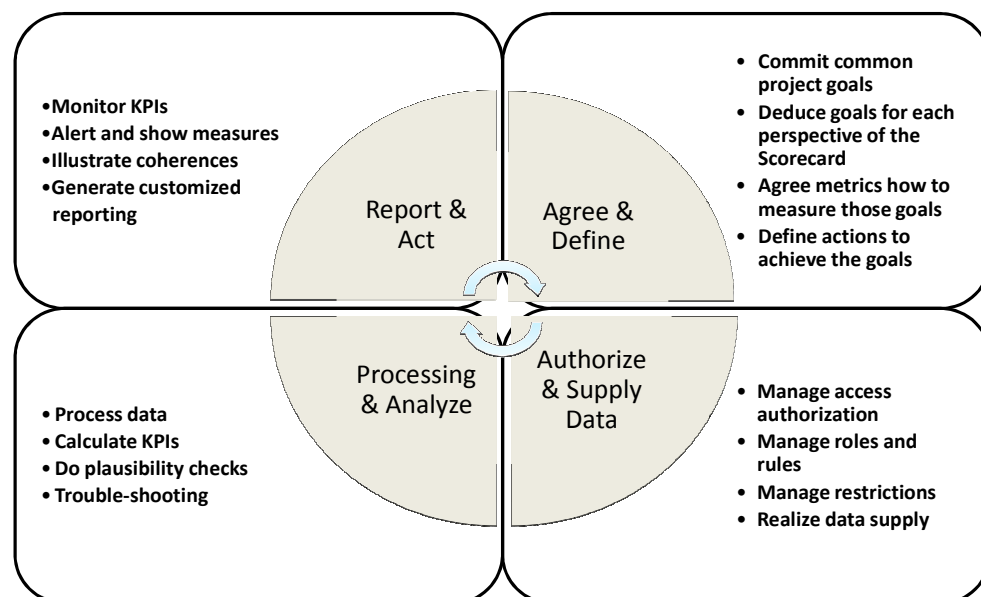 •Monitor KPIs
•Alert and show measures
•Illustrate coherences
•Generate customized
reporting
Report &
Act
• Commit common
project goals
• Deduce goals for each
perspective of the
Scorecard
• Agree metrics how to
measure those goals
• Define actions to
achieve the goals
Agree &
Define
• Process data
• Calculate KPIs
• Do plausibility checks
• Trouble-shooting
Processing
& Analyze
Authorize
& Supply
Data
• Manage access
authorization
• Manage roles and
rules
• Manage restrictions
• Realize data supply